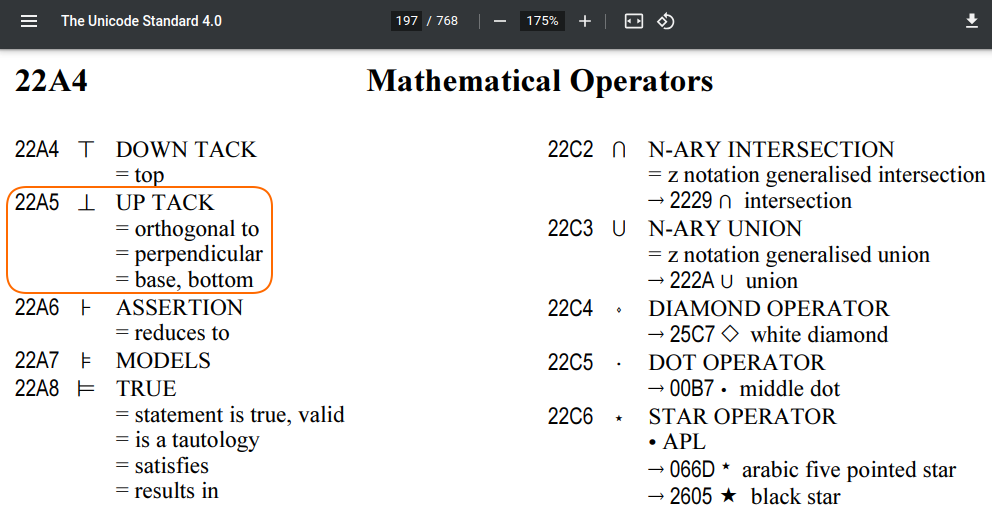 The Unicode Standard 4.0
197 / 768
175%
22A4
Mathematical Operators
22A4 ⊤ DOWN TACK
= top
22A5 ⊥ UP TACK
= orthogonal to
= perpendicular
= base, bottom
22A6 ⊦ ASSERTION
= reduces to
22A7 ⊧ MODELS
22A8 ⊨ TRUE
= statement is true, valid
= is a tautology
= satisfies
= results in
22C2 ⋂ N-ARY INTERSECTION
= z notation generalised intersection
→ 2229 ∩ intersection
22C3 ⋃ N-ARY UNION
= z notation generalised union
→ 222A ∪ union
22C4 ⋄ DIAMOND OPERATOR
→ 25C7 ◇ white diamond
22C5 ⋅ DOT OPERATOR
→ 00B7 · middle dot
22C6 ⋆ STAR OPERATOR
• APL
→ 066D ٭ arabic five pointed star
→ 2605 ★ black star